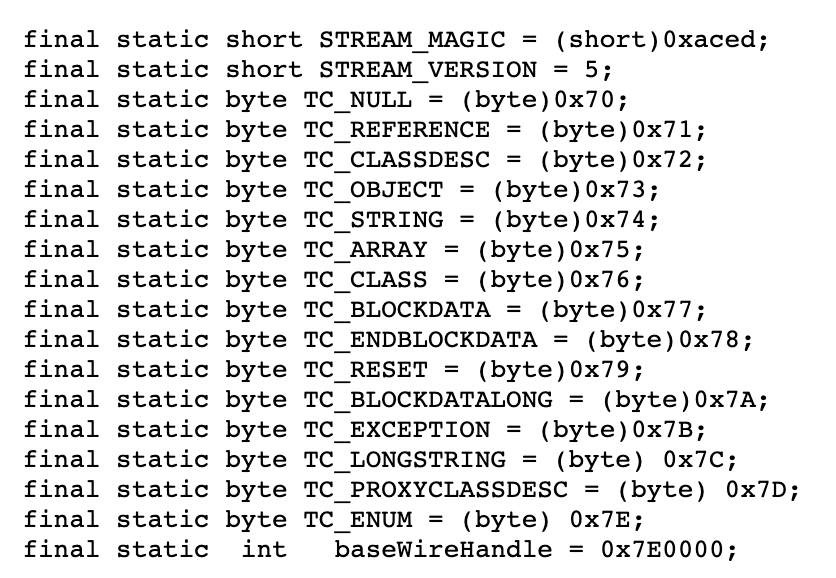 final static short STREAM_MAGIC = (short)0xaced;
final static short STREAM_VERSION = 5;
final static byte TC_NULL = (byte)0x70;
final static byte TC_REFERENCE = (byte)0x71;
final static byte TC_CLASSDESC = (byte)0x72;
final static byte TC_OBJECT = (byte)0x73;
final static byte TC_STRING = (byte)0x74;
final static byte TC_ARRAY = (byte)0x75;
final static byte TC_CLASS = (byte)0x76;
final static byte TC_BLOCKDATA = (byte)0x77;
final static byte TC_ENDBLOCKDATA = (byte)0x78;
final static byte TC_RESET = (byte)0x79;
final static byte TC_BLOCKDATALONG = (byte)0x7A;
final static byte TC_EXCEPTION = (byte)0x7B;
final static byte TC_LONGSTRING = (byte) 0x7C;
final static byte TC_PROXYCLASSDESC = (byte) 0x7D;
final static byte TC_ENUM = (byte) 0x7E;
final static  int   baseWireHandle = 0x7E0000;